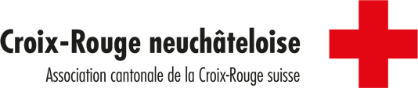 Croix-Rouge neuchâteloise
Association cantonale de la Croix-Rouge suisse